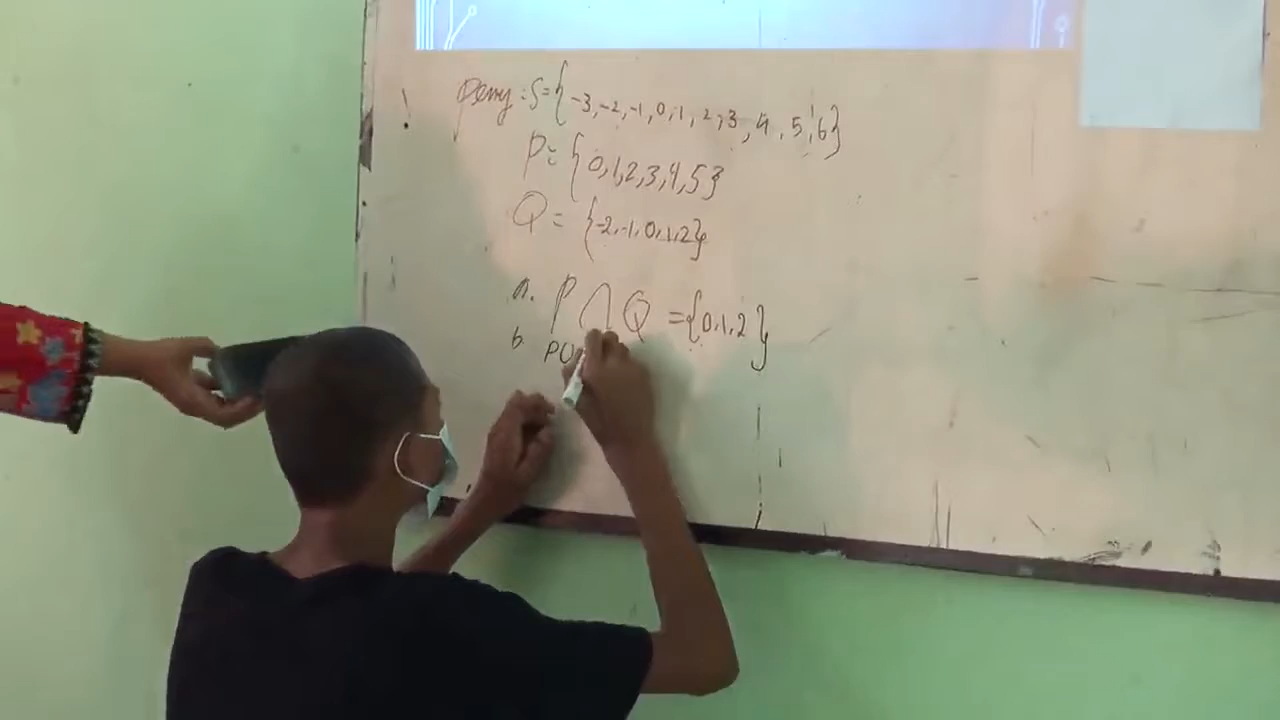 Peny: S={-3,-2,-1,0,1,2,3,4,5,6}
P= {0,1,2,3,4,5}
Q = {-2,-1,0,1,2}
a. P ∩ Q ={0,1,2}
b. PU